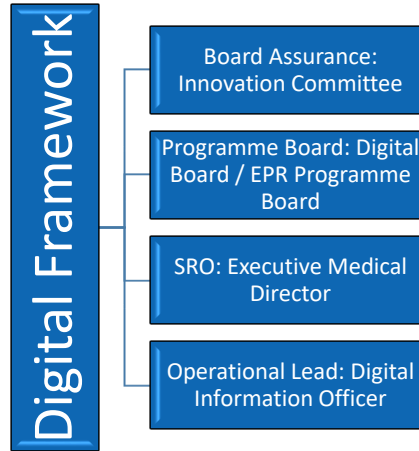 Digital Framework
Board Assurance:
Innovation Committee
Programme Board: Digital
Board / EPR Programme
Board
SRO: Executive Medical
Director
Operational Lead: Digital
Information Officer